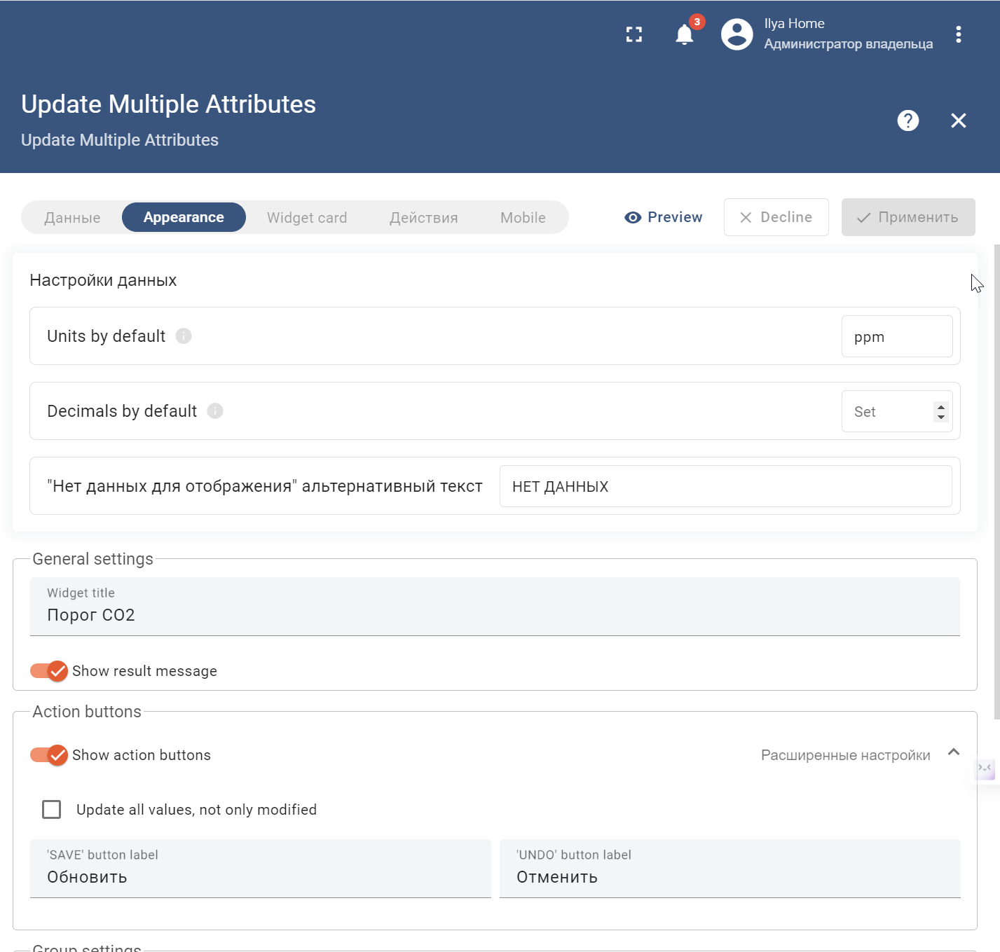 3
Ilya Home
Администратор владельца
Update Multiple Attributes
Update Multiple Attributes
?
Данные
Appearance
Widget card
Действия
Mobile
Preview
Decline
Применить
Настройки данных
Units by default
ppm
Decimals by default
Set
"Нет данных для отображения" альтернативный текст
НЕТ ДАННЫХ
General settings
Widget title
Порог СО2
Show result message
Action buttons
Show action buttons
Расширенные настройки
Update all values, not only modified
'SAVE' button label
Обновить
'UNDO' button label
Отменить
Group settings